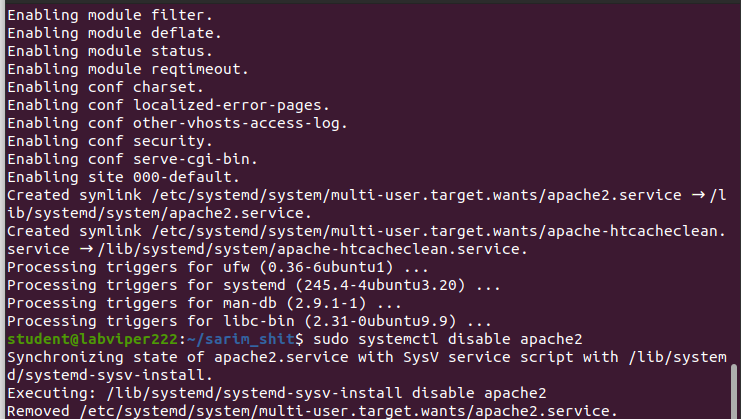 Enabling module filter.
Enabling module deflate.
Enabling module status.
Enabling module reqtimeout.
Enabling conf charset.
Enabling conf localized-error-pages.
Enabling conf other-vhosts-access-log.
Enabling conf security.
Enabling conf serve-cgi-bin.
Enabling site 000-default.
Created symlink /etc/systemd/system/multi-user.target.wants/apache2.service → /l
ib/systemd/system/apache2.service.
Created symlink /etc/systemd/system/multi-user.target.wants/apache-htcacheclean.
service → /lib/systemd/system/apache-htcacheclean.service.
Processing triggers for ufw (0.36-6ubuntu1) ...
Processing triggers for systemd (245.4-4ubuntu3.20) ...
Processing triggers for man-db (2.9.1-1) ...
Processing triggers for libc-bin (2.31-0ubuntu9.9) ...
student@labviper222:~/sarim_shit$ sudo systemctl disable apache2
Synchronizing state of apache2.service with SysV service script with /lib/system
d/systemd-sysv-install.
Executing: /lib/systemd/systemd-sysv-install disable apache2
Removed /etc/systemd/system/multi-user.target.wants/apache2.service.